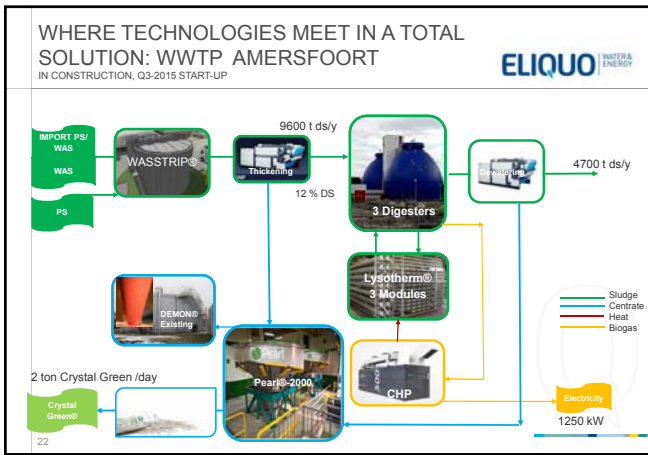 WHERE TECHNOLOGIES MEET IN A TOTAL
SOLUTION: WWTP AMERSFOORT
IN CONSTRUCTION, Q3-2015 START-UP
ELIQUO
WATER &
ENERGY
IMPORT PS/
WAS
WAS
PS
WASSTRIP®
Thickening
9600 t ds/y
12 % DS
3 Digesters
Dewatering
4700 t ds/y
Lysotherm®
3 Modules
DEMON®
Existing
Pearl
Pearl®-2000
CHP
Sludge
Centrate
Heat
Biogas
2 ton Crystal Green /day
Crystal
Green®
Electricity
1250 kW
22